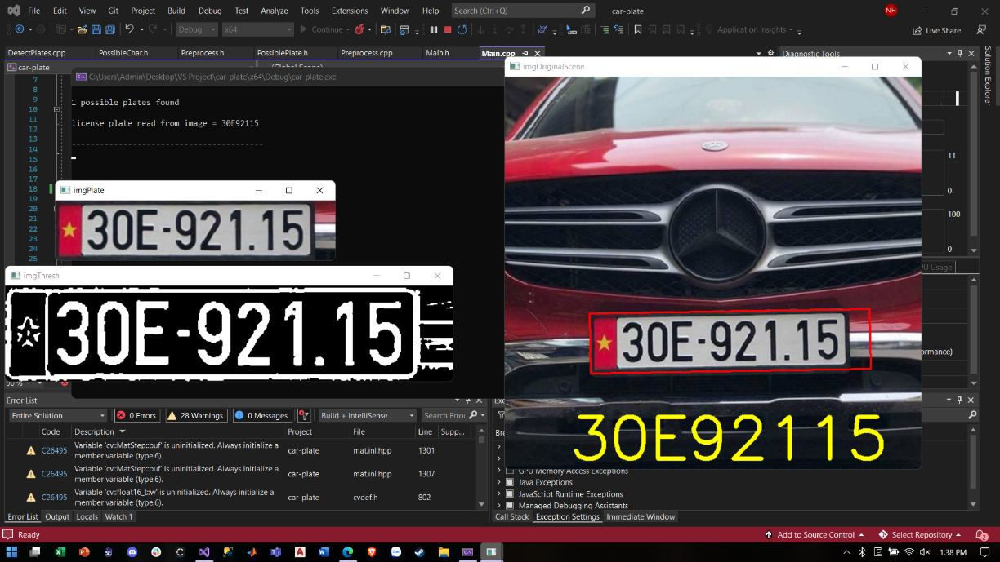 File Edit View Git Project Build Debug Test Analyze Tools Extensions Window Help Search (Ctrl+Q) car-plate NH
Debug x64 Continue Application Insights Live Share
DetectPlates.cpp PossibleChar.h Preprocess.h PossiblePlate.h Preprocess.cpp Main.h Main.cpp
car-plate
Diagnostic Tools
C:\Users\Admin\Desktop\VS Project\car-plate\x64\Debug\car-plate.exe
1 possible plates found
license plate read from image = 30E92115
----------------------------------------
7
8
9
10
11
12
13
14
15
16
17
18
19
20
21
22
23
24
25
imgPlate
30E-921.15
imgThresh
30E-921.15
imgOriginalScene
30E-921.15
30E92115
11
0
100
0
PU Usage
ormance)
Solution Explorer
90 %
Error List
Entire Solution 0 Errors 28 Warnings 0 Messages Build + IntelliSense Search Error
Code Description Project File Line Supp...
C26495 Variable 'cv::MatStep::buf' is uninitialized. Always initialize a member variable (type.6). car-plate mat.inl.hpp 1301
C26495 Variable 'cv::MatStep::buf' is uninitialized. Always initialize a member variable (type.6). car-plate mat.inl.hpp 1307
C26495 Variable 'cv::float16_t::w' is uninitialized. Always initialize a member variable (type.6). car-plate cvdef.h 802
Error List Output Locals Watch 1
GPU Memory Access Exceptions
Java Exceptions
JavaScript Runtime Exceptions
Managed Debugging Assistants
Call Stack Exception Settings Immediate Window
Ready Add to Source Control Select Repository 2
1:38 PM